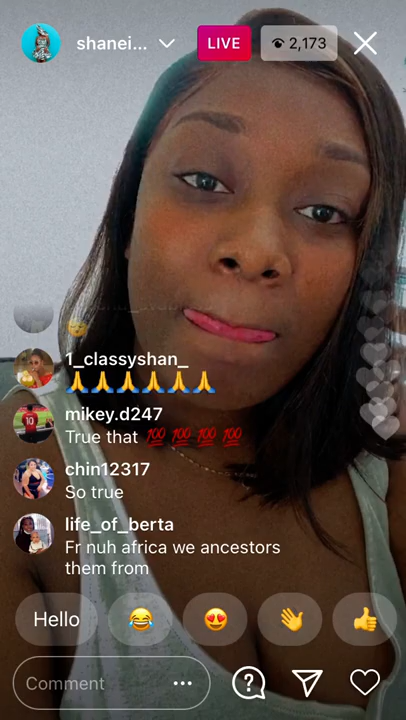 shanei...
LIVE
2,173
1_classyshan_
🙏🙏🙏🙏🙏🙏
mikey.d247
True that 💯 💯 💯 💯
chin12317
So true
life_of_berta
Fr nuh africa we ancestors
them from
Hello
Comment